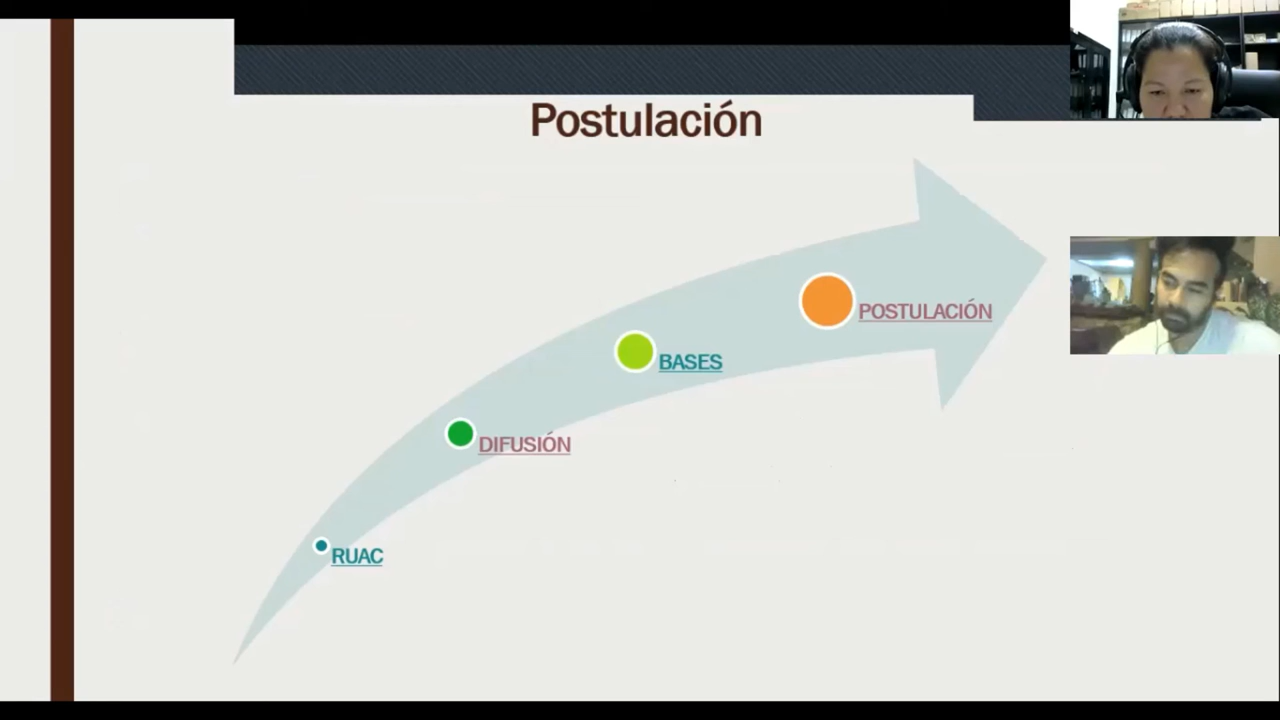 Postulación
POSTULACIÓN
BASES
DIFUSIÓN
RUAC